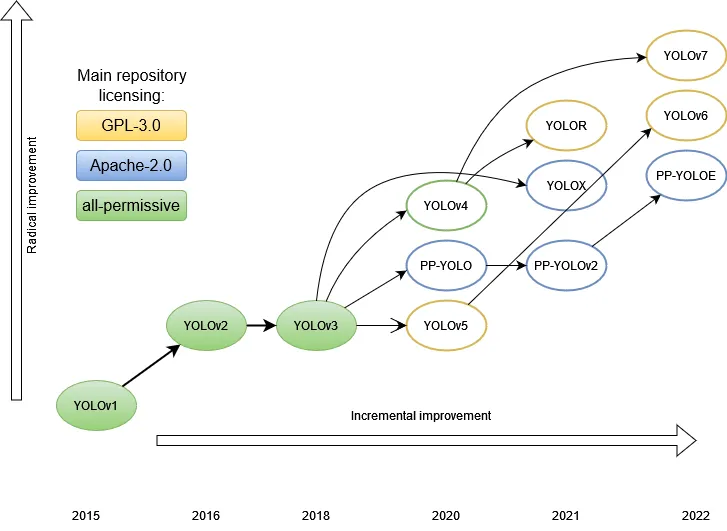 Main repository
licensing:
GPL-3.0
Apache-2.0
all-permissive
Radical improvement
YOLOv7
YOLOv6
YOLOR
PP-YOLOE
YOLOX
YOLOv4
PP-YOLO
PP-YOLOv2
YOLOv2
YOLOv3
YOLOv5
YOLOv1
Incremental improvement
2015
2016
2018
2020
2021
2022